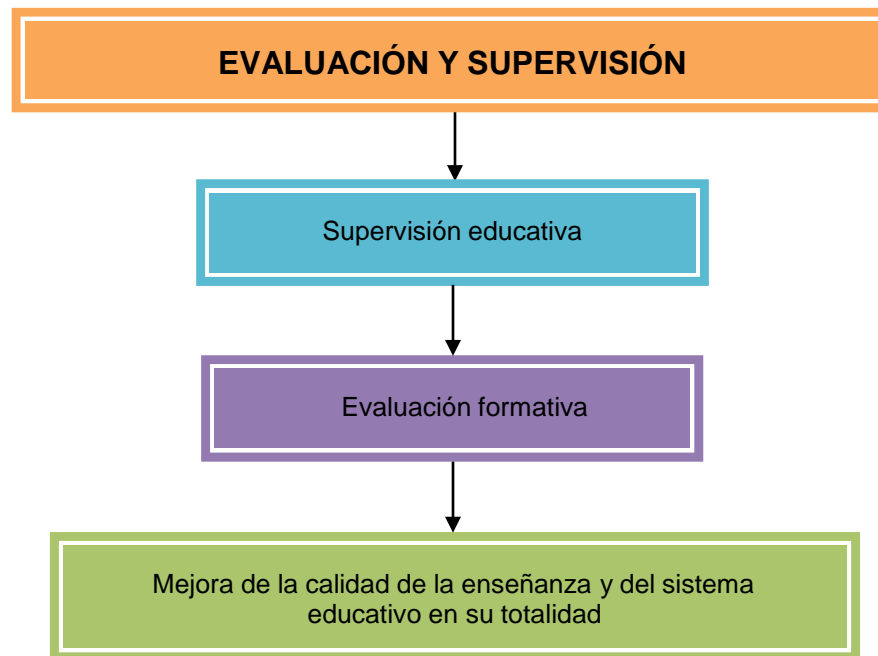 EVALUACIÓN Y SUPERVISIÓN
Supervisión educativa
Evaluación formativa
Mejora de la calidad de la enseñanza y del sistema
educativo en su totalidad